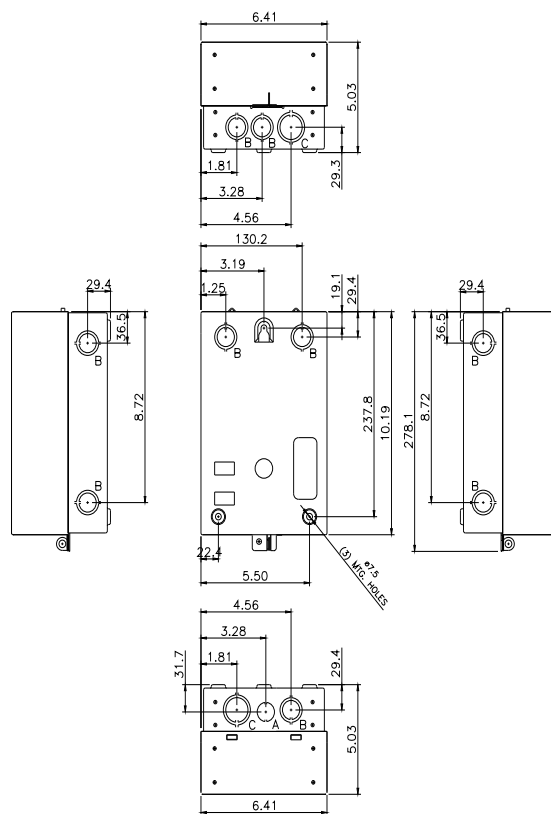 6.41
5.03
B
B
C
29.3
1.81
3.28
4.56
130.2
3.19
1.25
19.1
29.4
B
B
237.8
10.19
22.4
5.50
ø7.5
(3) MTG. HOLES
29.4
36.5
B
8.72
B
29.4
36.5
B
8.72
278.1
B
4.56
3.28
1.81
31.7
29.4
C
A
B
5.03
6.41